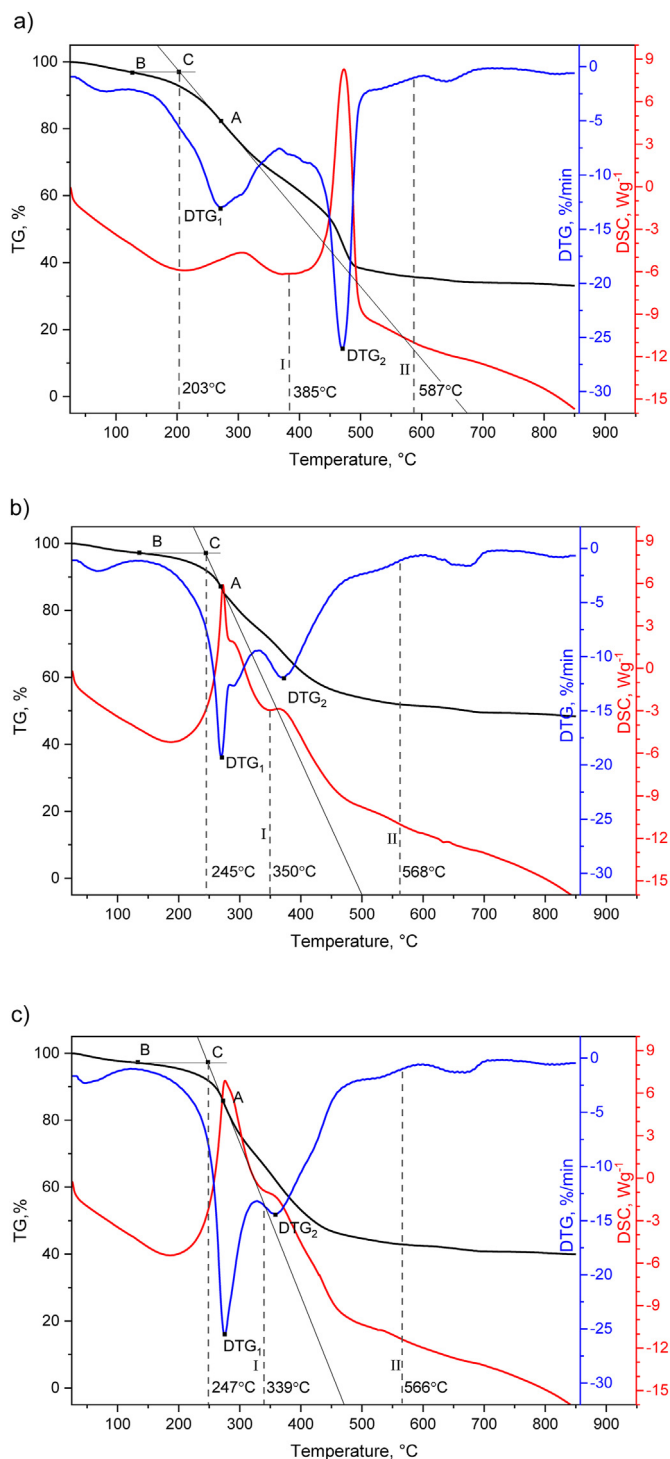 a)
100
80
60
40
20
0
TG, %
B
C
A
DTG₁
DTG₂
I
II
203°C
385°C
587°C
100 200 300 400 500 600 700 800 900
Temperature, °C
0
-5
-10
-15
-20
-25
-30
DTG, %/min
9
6
3
0
-3
-6
-9
-12
-15
DSC, Wg⁻¹
b)
100
80
60
40
20
0
TG, %
B
C
A
DTG₁
DTG₂
I
II
245°C
350°C
568°C
100 200 300 400 500 600 700 800 900
Temperature, °C
0
-5
-10
-15
-20
-25
-30
DTG, %/min
9
6
3
0
-3
-6
-9
-12
-15
DSC, Wg⁻¹
c)
100
80
60
40
20
0
TG,%
B
C
A
DTG₁
DTG₂
I
II
247°C
339°C
566°C
100 200 300 400 500 600 700 800 900
Temperature, °C
0
-5
-10
-15
-20
-25
-30
DTG, %/min
9
6
3
0
-3
-6
-9
-12
-15
DSC, Wg⁻¹